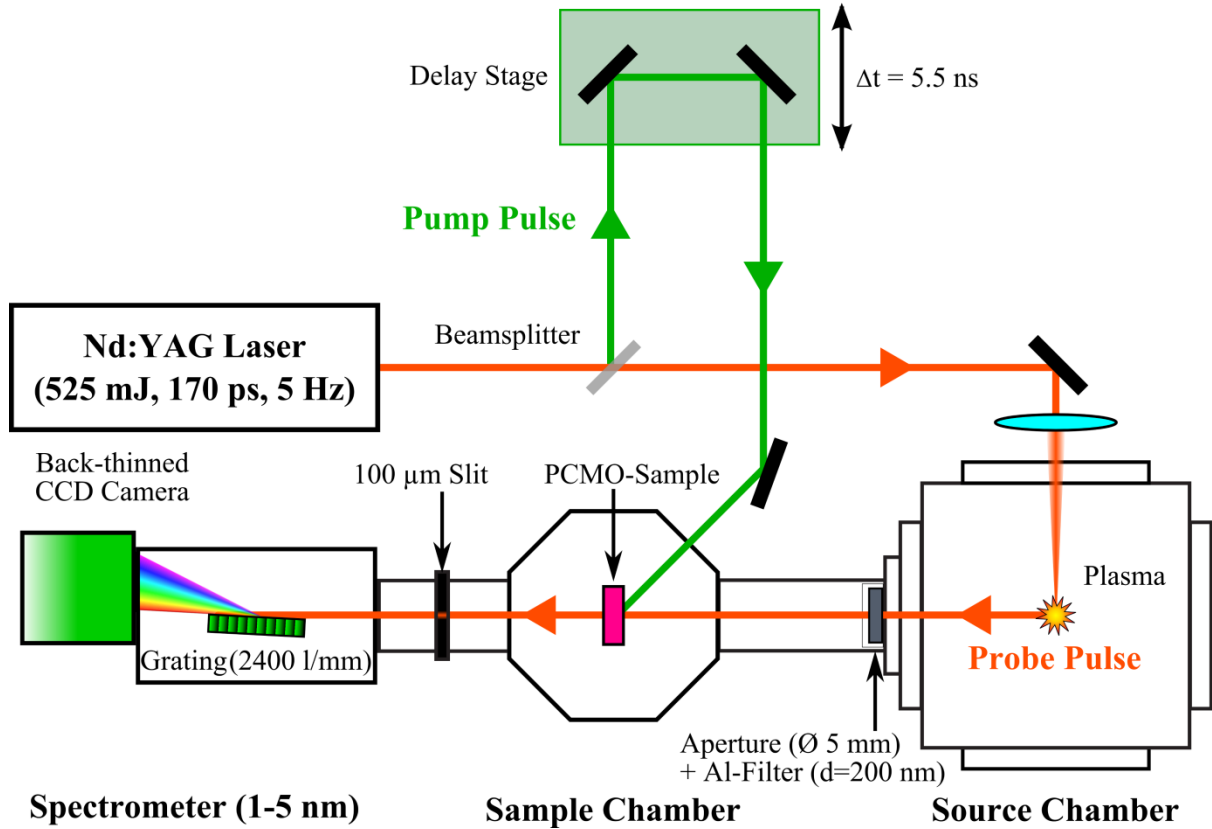 Delay Stage
Δt = 5.5 ns
Pump Pulse
Beamsplitter
Nd:YAG Laser
(525 mJ, 170 ps, 5 Hz)
Back-thinned
CCD Camera
100 µm Slit
PCMO-Sample
Plasma
Grating(2400 l/mm)
Probe Pulse
Aperture (Ø 5 mm)
+ Al-Filter (d=200 nm)
Spectrometer (1-5 nm)
Sample Chamber
Source Chamber